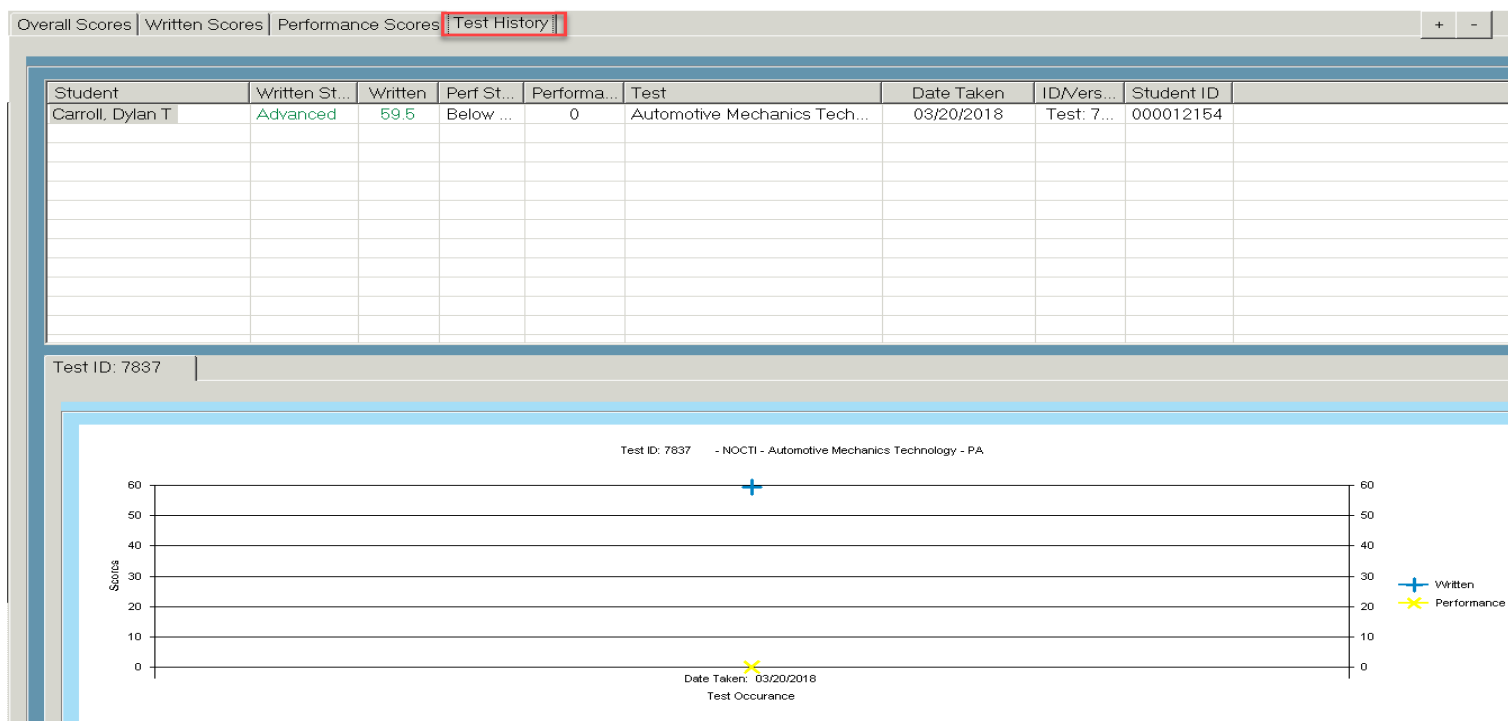 Overall Scores Written Scores Performance Scores Test History + -
Student Written St... Written Perf St... Performa... Test Date Taken ID/Vers... Student ID
Carroll, Dylan T Advanced 59.5 Below ... 0 Automotive Mechanics Tech... 03/20/2018 Test: 7... 000012154
Test ID: 7837
Test ID: 7837 - NOCTI - Automotive Mechanics Technology - PA
60 60
50 50
40 40
Scores
30 30
Written
20 20
Performance
10 10
0 0
Date Taken: 03/20/2018
Test Occurance